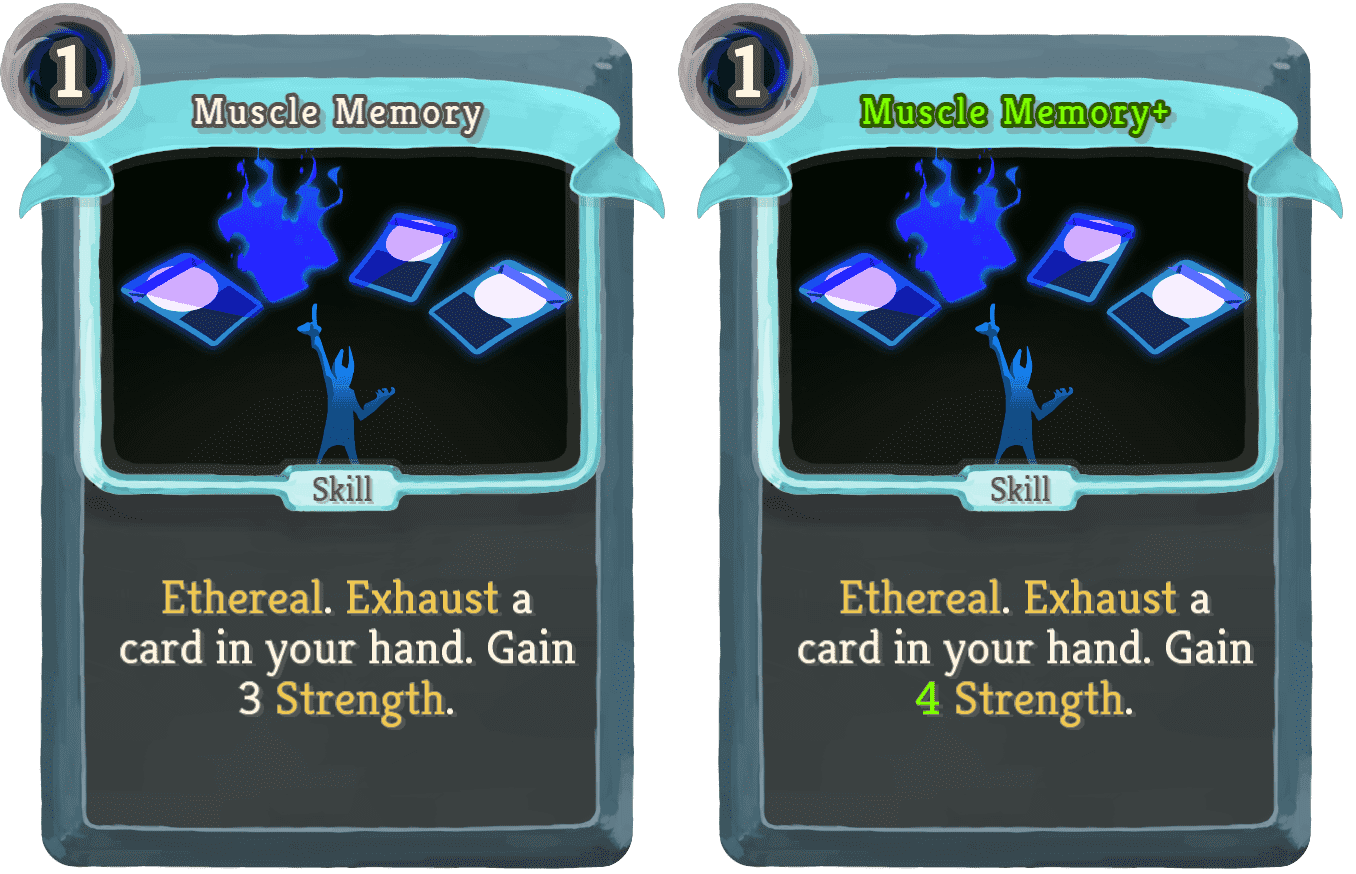 1
Muscle Memory
Skill
Ethereal. Exhaust a
card in your hand. Gain
3 Strength.
1
Muscle Memory+
Skill
Ethereal. Exhaust a
card in your hand. Gain
4 Strength.